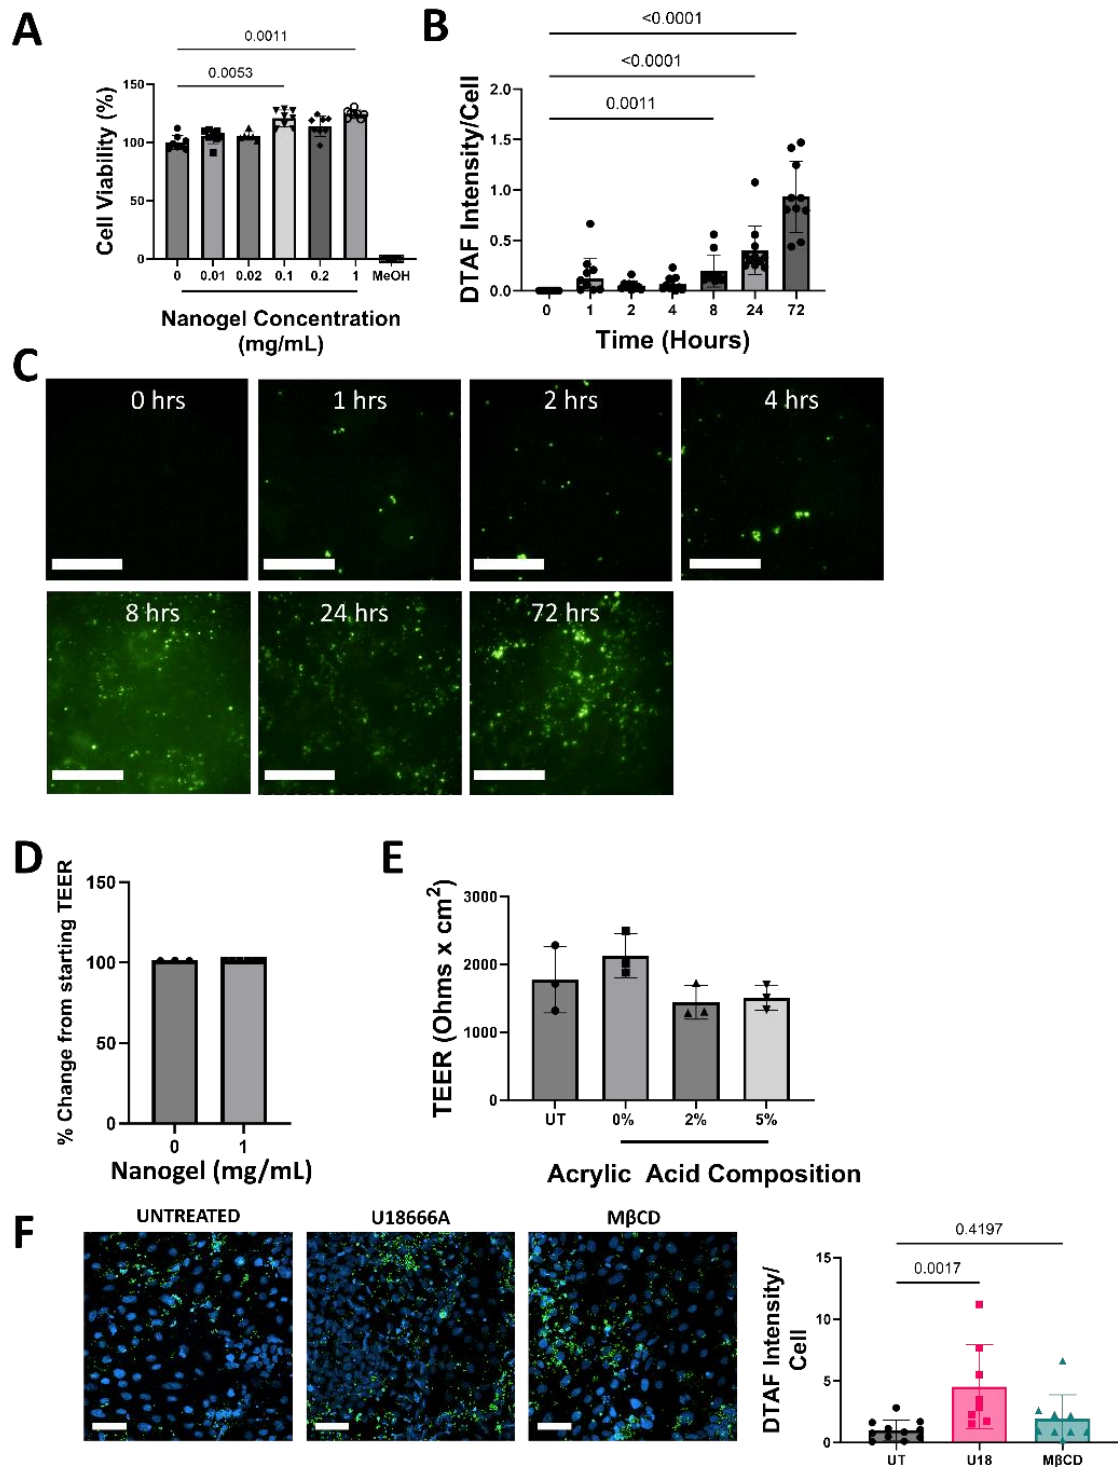 A
0.0011
0.0053
150
100
50
0
Cell Viability (%)
0 0.01 0.02 0.1 0.2 1 MeOH
Nanogel Concentration
(mg/mL)
B
<0.0001
<0.0001
0.0011
2.0
1.5
1.0
0.5
0.0
DTAF Intensity/Cell
0 1 2 4 8 24 72
Time (Hours)
C
0 hrs
1 hrs
2 hrs
4 hrs
8 hrs
24 hrs
72 hrs
D
150
100
50
0
% Change from starting TEER
0 1
Nanogel (mg/mL)
E
3000
2000
1000
0
TEER (Ohms x cm²)
UT 0% 2% 5%
Acrylic Acid Composition
F
UNTREATED
U18666A
MβCD
0.4197
0.0017
15
10
5
0
DTAF Intensity/
Cell
UT U18 MβCD